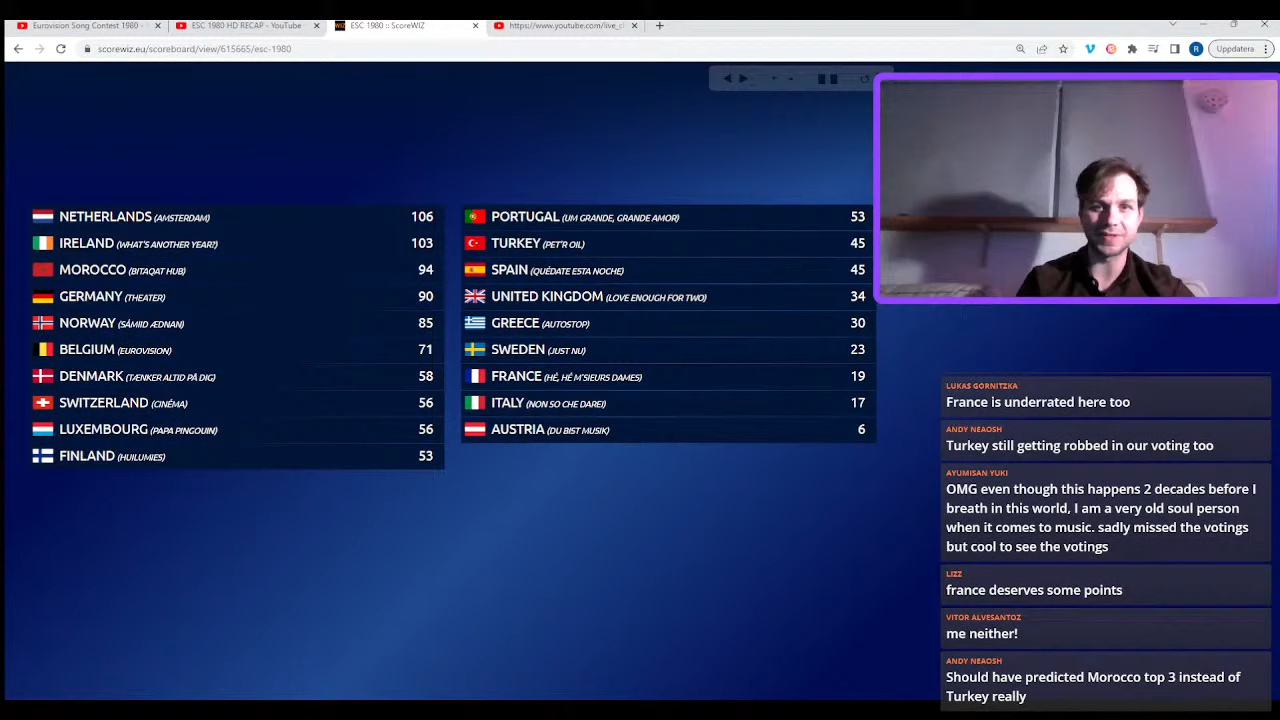 Eurovision Song Contest 1980 -
ESC 1980 HD RECAP - YouTube
WIZ
ESC 1980 :: ScoreWIZ
https://www.youtube.com/live_c
scorewiz.eu/scoreboard/view/615665/esc-1980
R
Uppdatera
NETHERLANDS (AMSTERDAM) 106
IRELAND (WHAT'S ANOTHER YEAR?) 103
MOROCCO (BITAQAT HUB) 94
GERMANY (THEATER) 90
NORWAY (SÁMIID ÆDNAN) 85
BELGIUM (EUROVISION) 71
DENMARK (TÆNKER ALTID PÅ DIG) 58
SWITZERLAND (CINÉMA) 56
LUXEMBOURG (PAPA PINGOUIN) 56
FINLAND (HUILUMIES) 53
PORTUGAL (UM GRANDE, GRANDE AMOR) 53
TURKEY (PET'R OIL) 45
SPAIN (QUÉDATE ESTA NOCHE) 45
UNITED KINGDOM (LOVE ENOUGH FOR TWO) 34
GREECE (AUTOSTOP) 30
SWEDEN (JUST NU) 23
FRANCE (HÉ, HÉ M'SIEURS DAMES) 19
ITALY (NON SO CHE DAREI) 17
AUSTRIA (DU BIST MUSIK) 6
LUKAS GORNITZKA
France is underrated here too
ANDY NEAOSH
Turkey still getting robbed in our voting too
AYUMISAN YUKI
OMG even though this happens 2 decades before I
breath in this world, I am a very old soul person
when it comes to music. sadly missed the votings
but cool to see the votings
LIZZ
france deserves some points
VITOR ALVESANTOZ
me neither!
ANDY NEAOSH
Should have predicted Morocco top 3 instead of
Turkey really